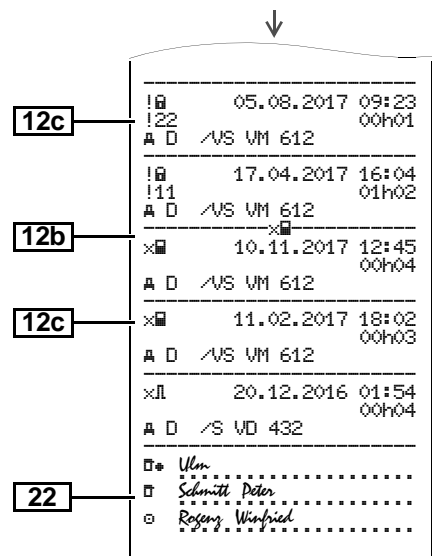 05.08.2017 09:23
12c
!22 00h01
D /VS VM 612
17.04.2017 16:04
!11 01h02
D /VS VM 612
12b
× 10.11.2017 12:45
00h04
D /VS VM 612
12c
× 11.02.2017 18:02
00h03
D /VS VM 612
× 20.12.2016 01:54
00h04
D /S VD 432
Ulm
22
Schmitt Peter
Rogenz Winfried